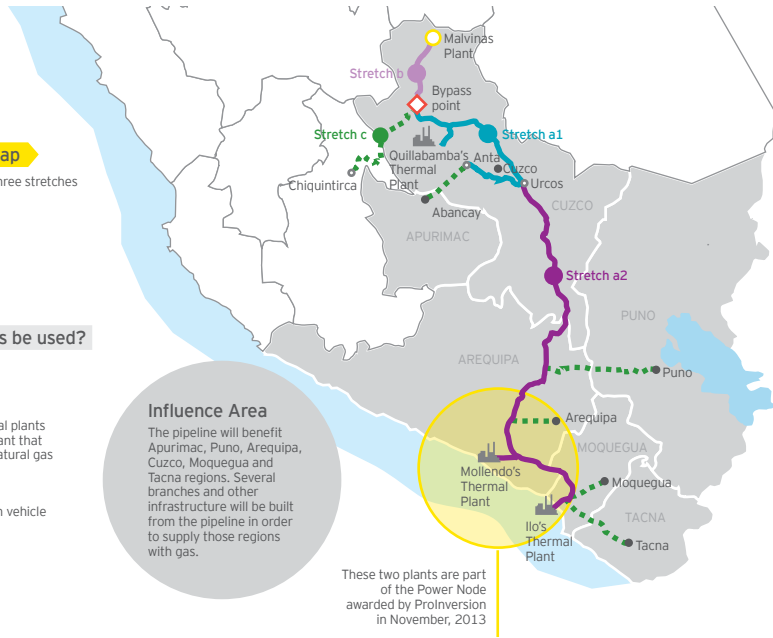 Malvinas
Plant
Stretch b
Bypass
point
Stretch c
Stretch a1
ap
hree stretches
Quillabamba's
Thermal
Plant
Anta
Cuzco
Urcos
Chiquintirca
Abancay
CUZCO
APURIMAC
Stretch a2
PUNO
s be used?
AREQUIPA
Puno
Influence Area
The pipeline will benefit
Apurimac, Puno, Arequipa,
Cuzco, Moquegua and
Tacna regions. Several
branches and other
infrastructure will be built
from the pipeline in order
to supply those regions
with gas.
al plants
ant that
atural gas
n vehicle
Arequipa
MOQUEGUA
Mollendo's
Thermal
Plant
Moquegua
TACNA
Ilo's
Thermal
Plant
Tacna
These two plants are part
of the Power Node
awarded by ProInversion
in November, 2013